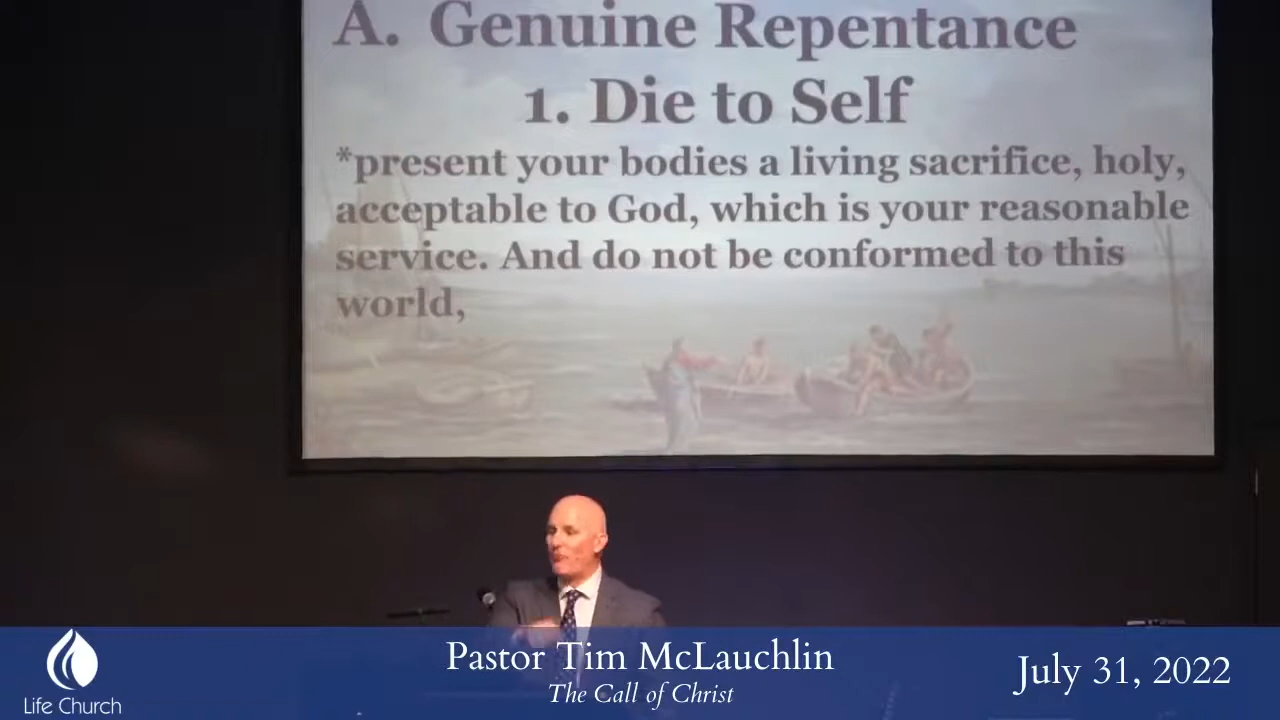 A. Genuine Repentance
1. Die to Self
*present your bodies a living sacrifice, holy,
acceptable to God, which is your reasonable
service. And do not be conformed to this
world,
Pastor Tim McLauchlin
The Call of Christ
July 31, 2022
Life Church